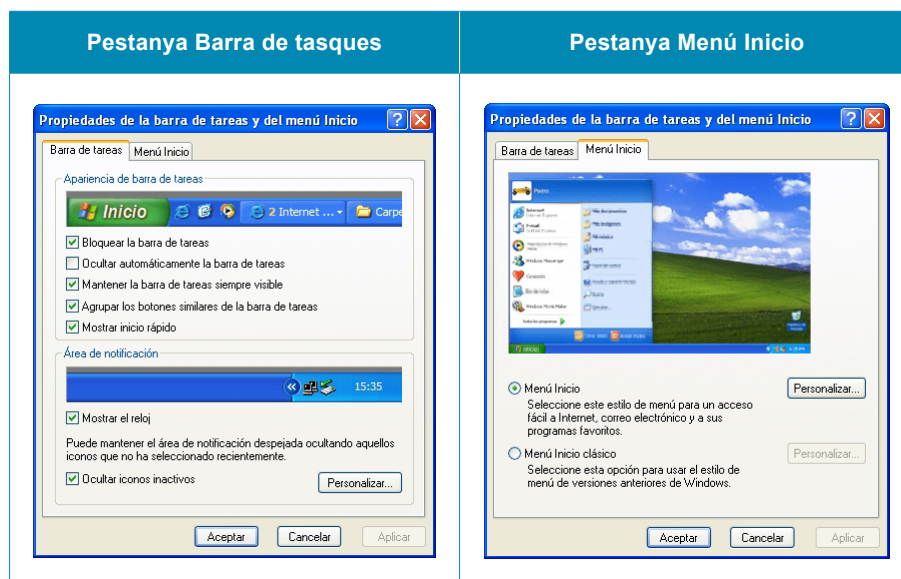 Pestanya Barra de tasques
Propiedades de la barra de tareas y del menú Inicio
Barra de tareas
Menú Inicio
Apariencia de barra de tareas
Inicio
2 Internet ...
Carpe
Bloquear la barra de tareas
Ocultar automáticamente la barra de tareas
Mantener la barra de tareas siempre visible
Agrupar los botones similares de la barra de tareas
Mostrar inicio rápido
Área de notificación
15:35
Mostrar el reloj
Puede mantener el área de notificación despejada ocultando aquellos
iconos que no ha seleccionado recientemente.
Ocultar iconos inactivos
Personalizar...
Aceptar
Cancelar
Aplicar
Pestanya Menú Inicio
Propiedades de la barra de tareas y del menú Inicio
Barra de tareas
Menú Inicio
Menú Inicio
Personalizar...
Seleccione este estilo de menú para un acceso
fácil a Internet, correo electrónico y a sus
programas favoritos.
Menú Inicio clásico
Personalizar...
Seleccione esta opción para usar el estilo de
menú de versiones anteriores de Windows.
Aceptar
Cancelar
Aplicar